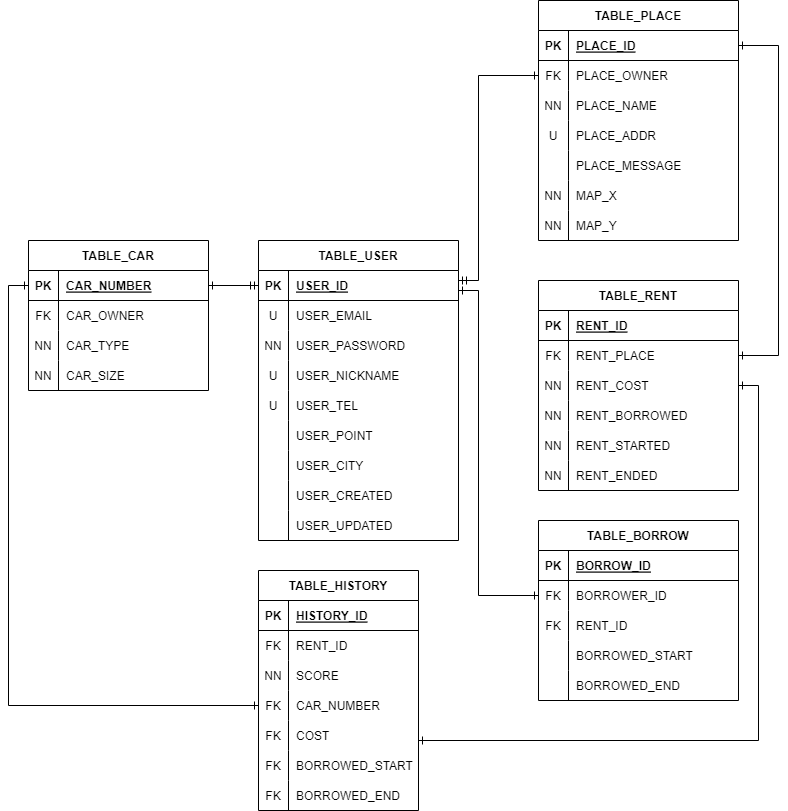 TABLE_PLACE
PK PLACE_ID
FK PLACE_OWNER
NN PLACE_NAME
U PLACE_ADDR
PLACE_MESSAGE
NN MAP_X
NN MAP_Y
TABLE_CAR
PK CAR_NUMBER
FK CAR_OWNER
NN CAR_TYPE
NN CAR_SIZE
TABLE_USER
PK USER_ID
U USER_EMAIL
NN USER_PASSWORD
U USER_NICKNAME
U USER_TEL
USER_POINT
USER_CITY
USER_CREATED
USER_UPDATED
TABLE_RENT
PK RENT_ID
FK RENT_PLACE
NN RENT_COST
NN RENT_BORROWED
NN RENT_STARTED
NN RENT_ENDED
TABLE_BORROW
PK BORROW_ID
FK BORROWER_ID
FK RENT_ID
BORROWED_START
BORROWED_END
TABLE_HISTORY
PK HISTORY_ID
FK RENT_ID
NN SCORE
FK CAR_NUMBER
FK COST
FK BORROWED_START
FK BORROWED_END